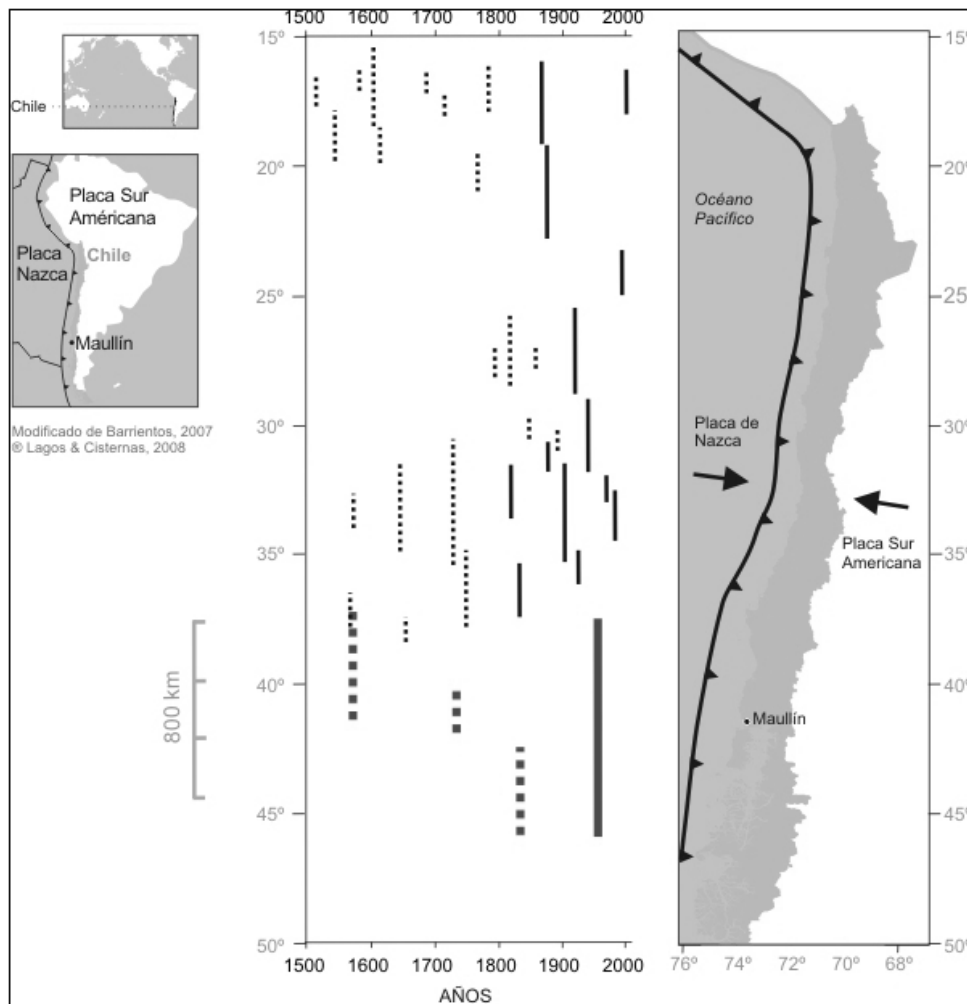 1500 1600 1700 1800 1900 2000
15º
20º
25º
30º
35º
40º
45º
50º
1500 1600 1700 1800 1900 2000
AÑOS
Chile
Placa Sur
Américana
Placa
Nazca
Chile
Maullín
Modificado de Barrientos, 2007
® Lagos & Cisternas, 2008
800 km
Océano
Pacífico
Placa de
Nazca
Placa Sur
Americana
Maullín
15º
20º
25º
30º
35º
40º
45º
50º
76º 74º 72º 70º 68º